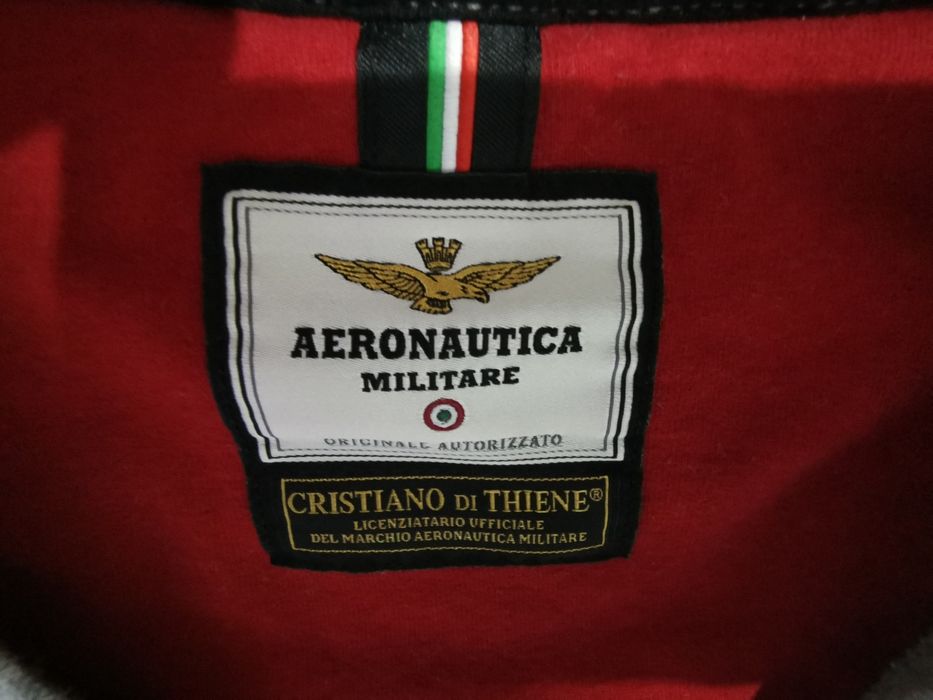 AERONAUTICA
MILITARE
ORIGINALE AUTORIZZATO
CRISTIANO DI THIENE®
LICENZIATARIO UFFICIALE
DEL MARCHIO AERONAUTICA MILITARE